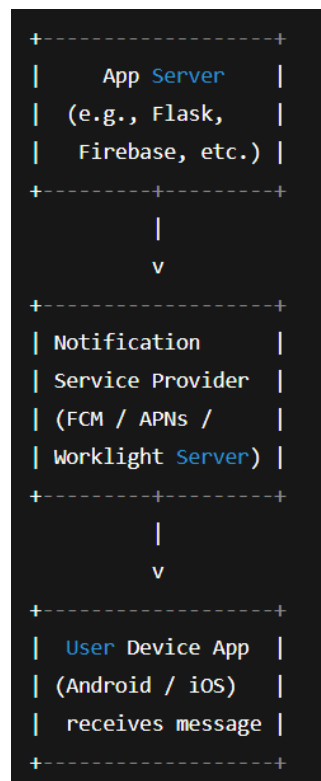 App Server
(e.g., Flask,
Firebase, etc.)
v
Notification
Service Provider
(FCM / APNs /
Worklight Server)
v
User Device App
(Android / iOS)
receives message